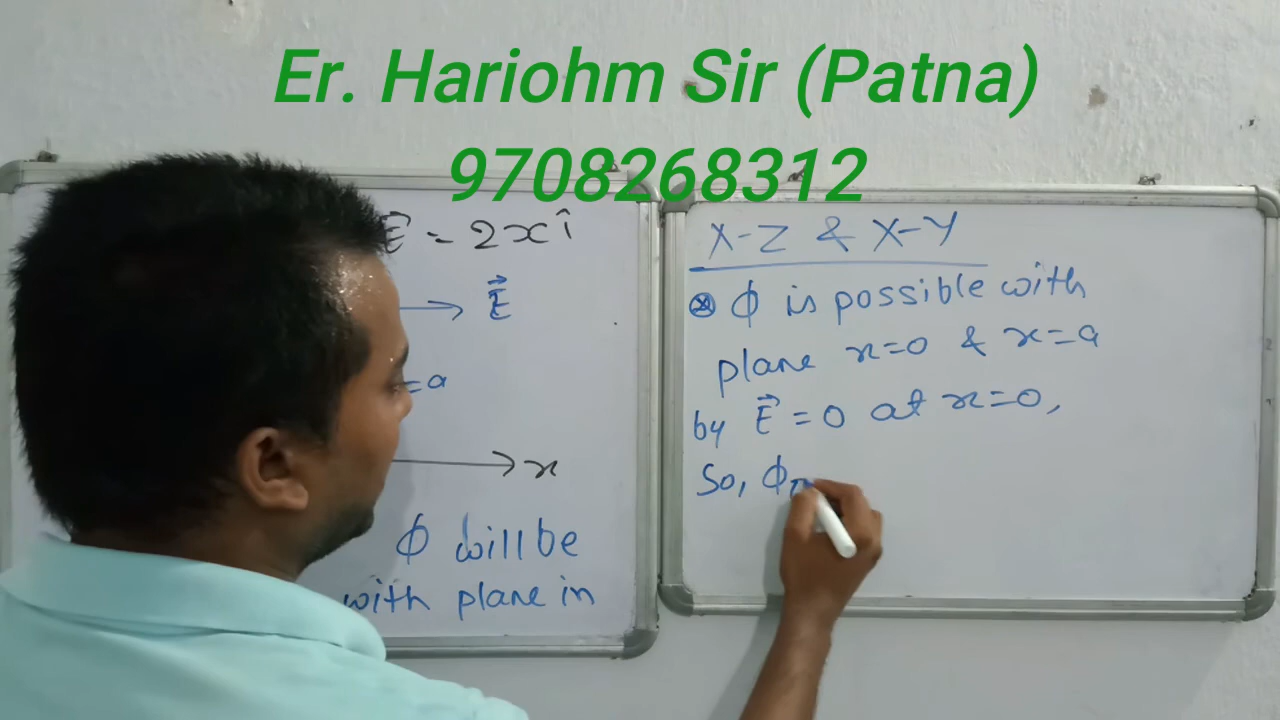 Er. Hariohm Sir (Patna)
9708268312
E⃗ = 2xî
E⃗
=a
x
ϕ will be
with plane in
X-Z & X-Y
⊗ ϕ is possible with
plane x=0 & x=a
by E⃗ = 0 at x=0,
So, ϕ